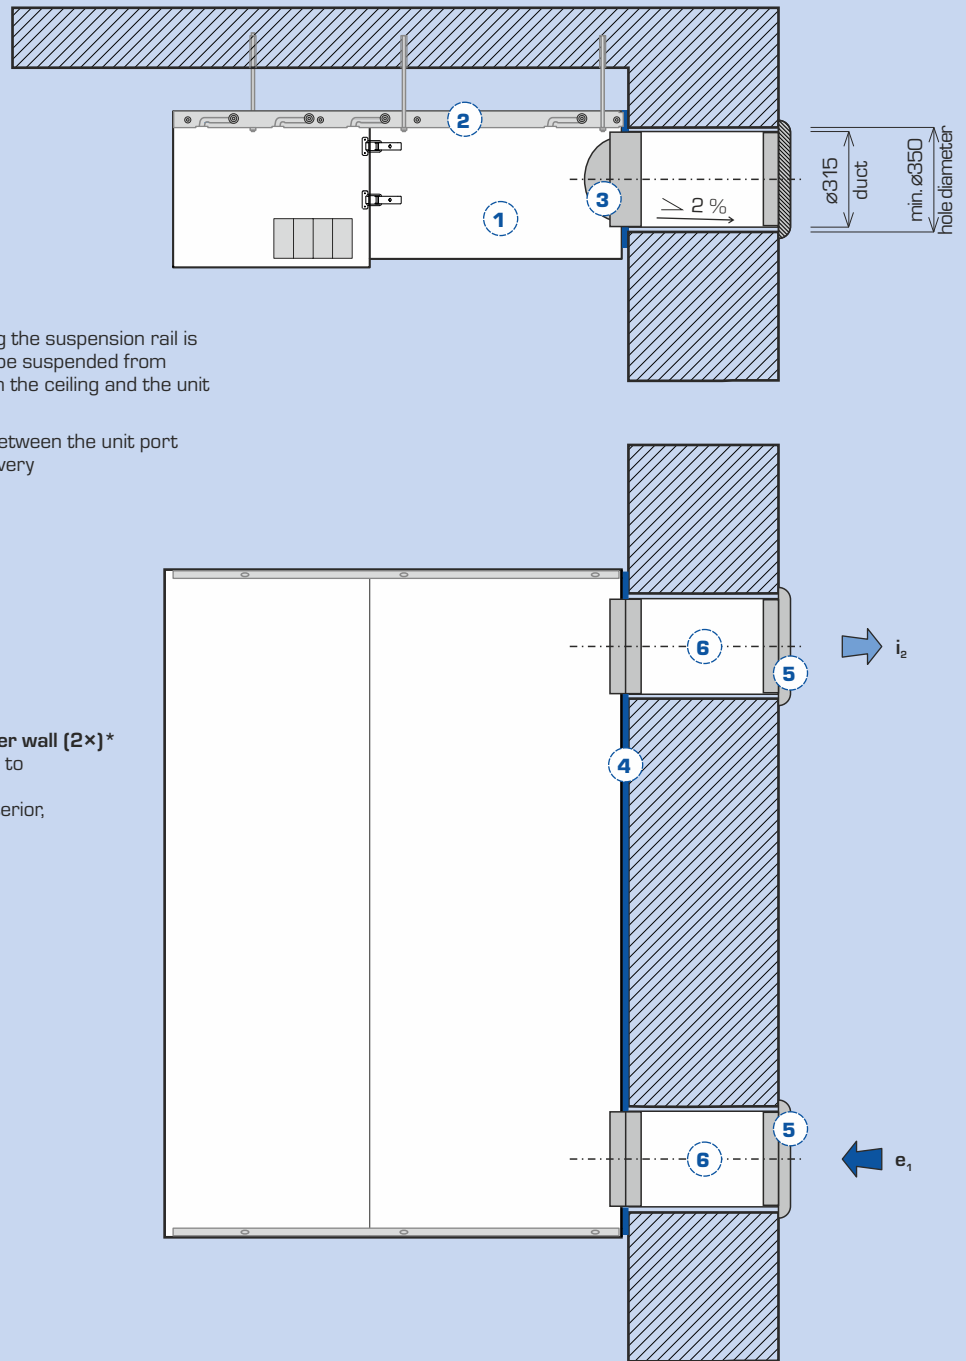 2
3
1
≥ 2 %
ø315
duct
min. ø350
hole diameter
g the suspension rail is
be suspended from
n the ceiling and the unit
etween the unit port
very
6
5
i₂
er wall (2×)*
to
erior,
4
5
6
e₁